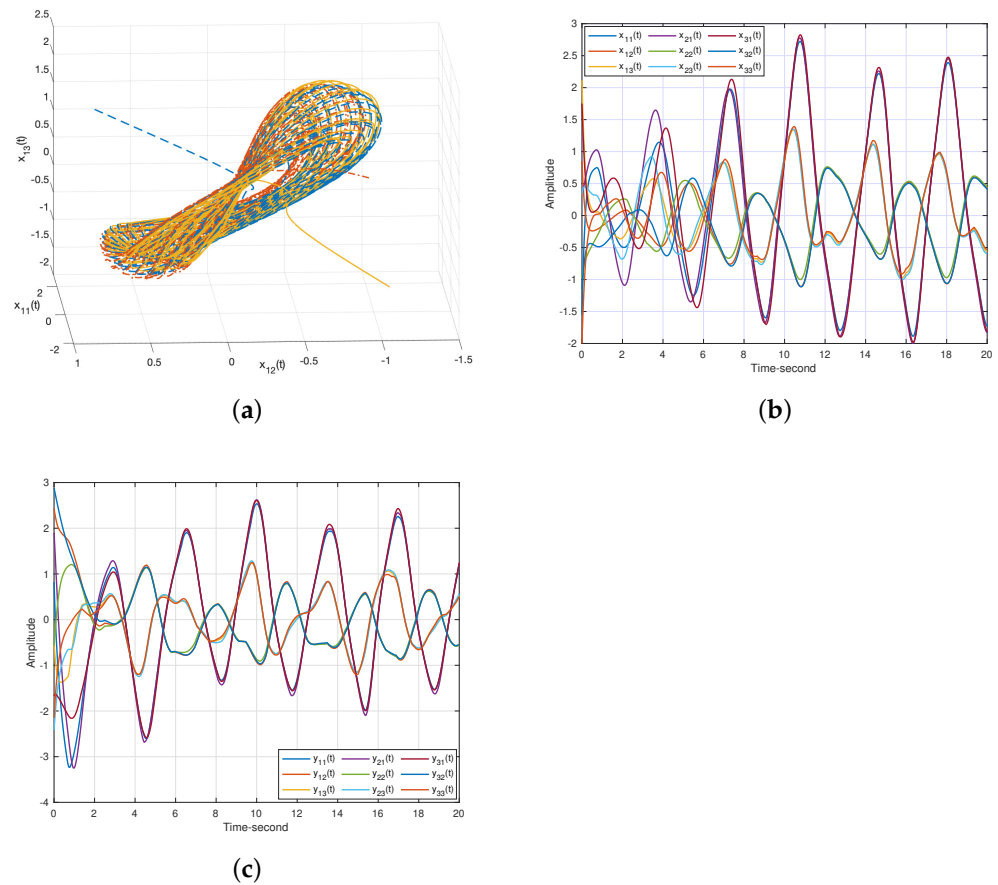 2.5
2
1.5
1
0.5
0
-0.5
-1
-1.5
-2
x13(t)
2
0
-2
x11(t)
1
0.5
0
-0.5
-1
-1.5
x12(t)
(a)
3
2.5
2
1.5
1
0.5
0
-0.5
-1
-1.5
-2
Amplitude
x11(t) x21(t) x31(t)
x12(t) x22(t) x32(t)
x13(t) x23(t) x33(t)
0 2 4 6 8 10 12 14 16 18 20
Time-second
(b)
3
2
1
0
-1
-2
-3
-4
Amplitude
y11(t) y21(t) y31(t)
y12(t) y22(t) y32(t)
y13(t) y23(t) y33(t)
0 2 4 6 8 10 12 14 16 18 20
Time-second
(c)